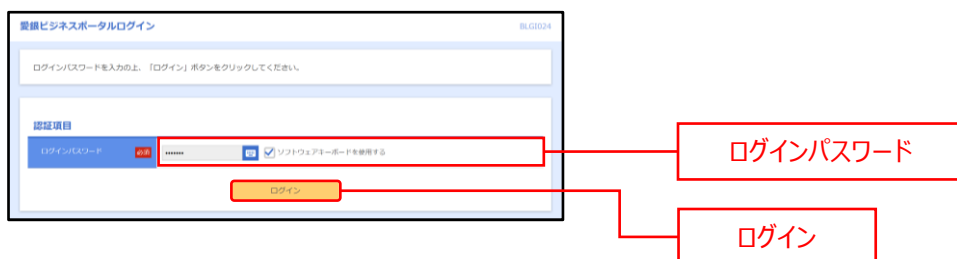 愛銀ビジネスポータルログイン
BLGI024
ログインパスワードを入力の上、「ログイン」ボタンをクリックしてください。
認証項目
ログインパスワード 必須 ••••••• ソフトウェアキーボードを使用する
ログインパスワード
ログイン
ログイン